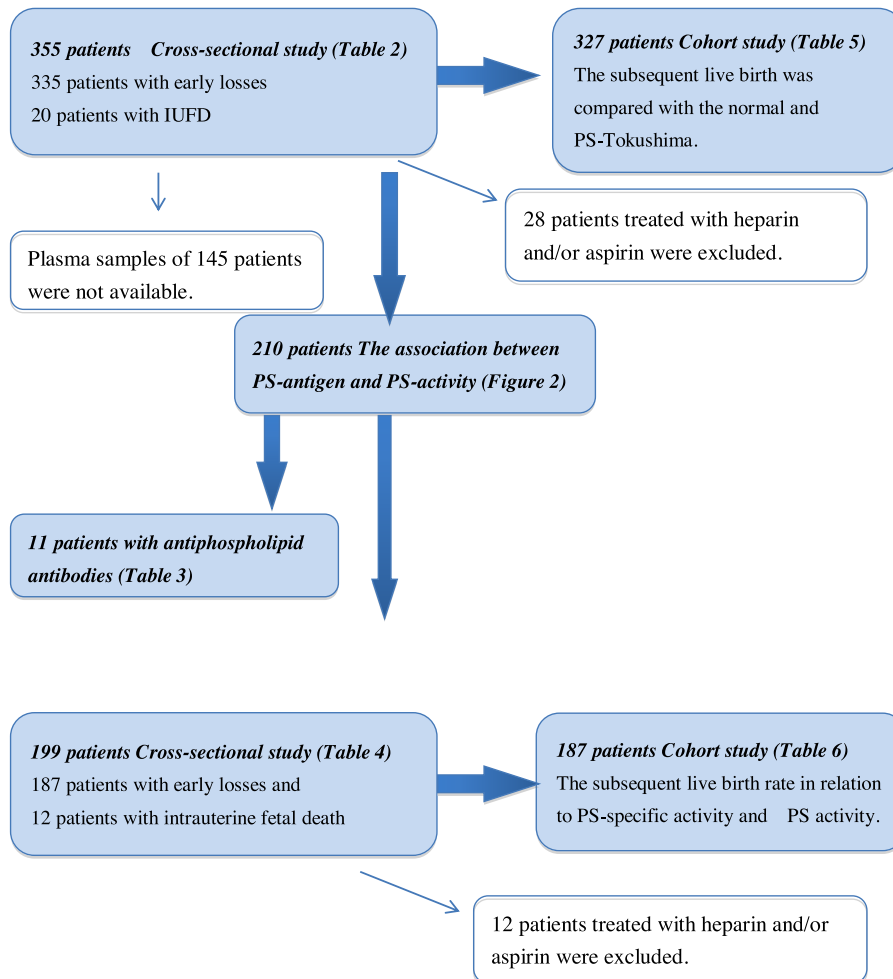 355 patients Cross-sectional study (Table 2)
335 patients with early losses
20 patients with IUFD
327 patients Cohort study (Table 5)
The subsequent live birth was
compared with the normal and
PS-Tokushima.
28 patients treated with heparin
and/or aspirin were excluded.
Plasma samples of 145 patients
were not available.
210 patients The association between
PS-antigen and PS-activity (Figure 2)
11 patients with antiphospholipid
antibodies (Table 3)
199 patients Cross-sectional study (Table 4)
187 patients with early losses and
12 patients with intrauterine fetal death
187 patients Cohort study (Table 6)
The subsequent live birth rate in relation
to PS-specific activity and PS activity.
12 patients treated with heparin and/or
aspirin were excluded.